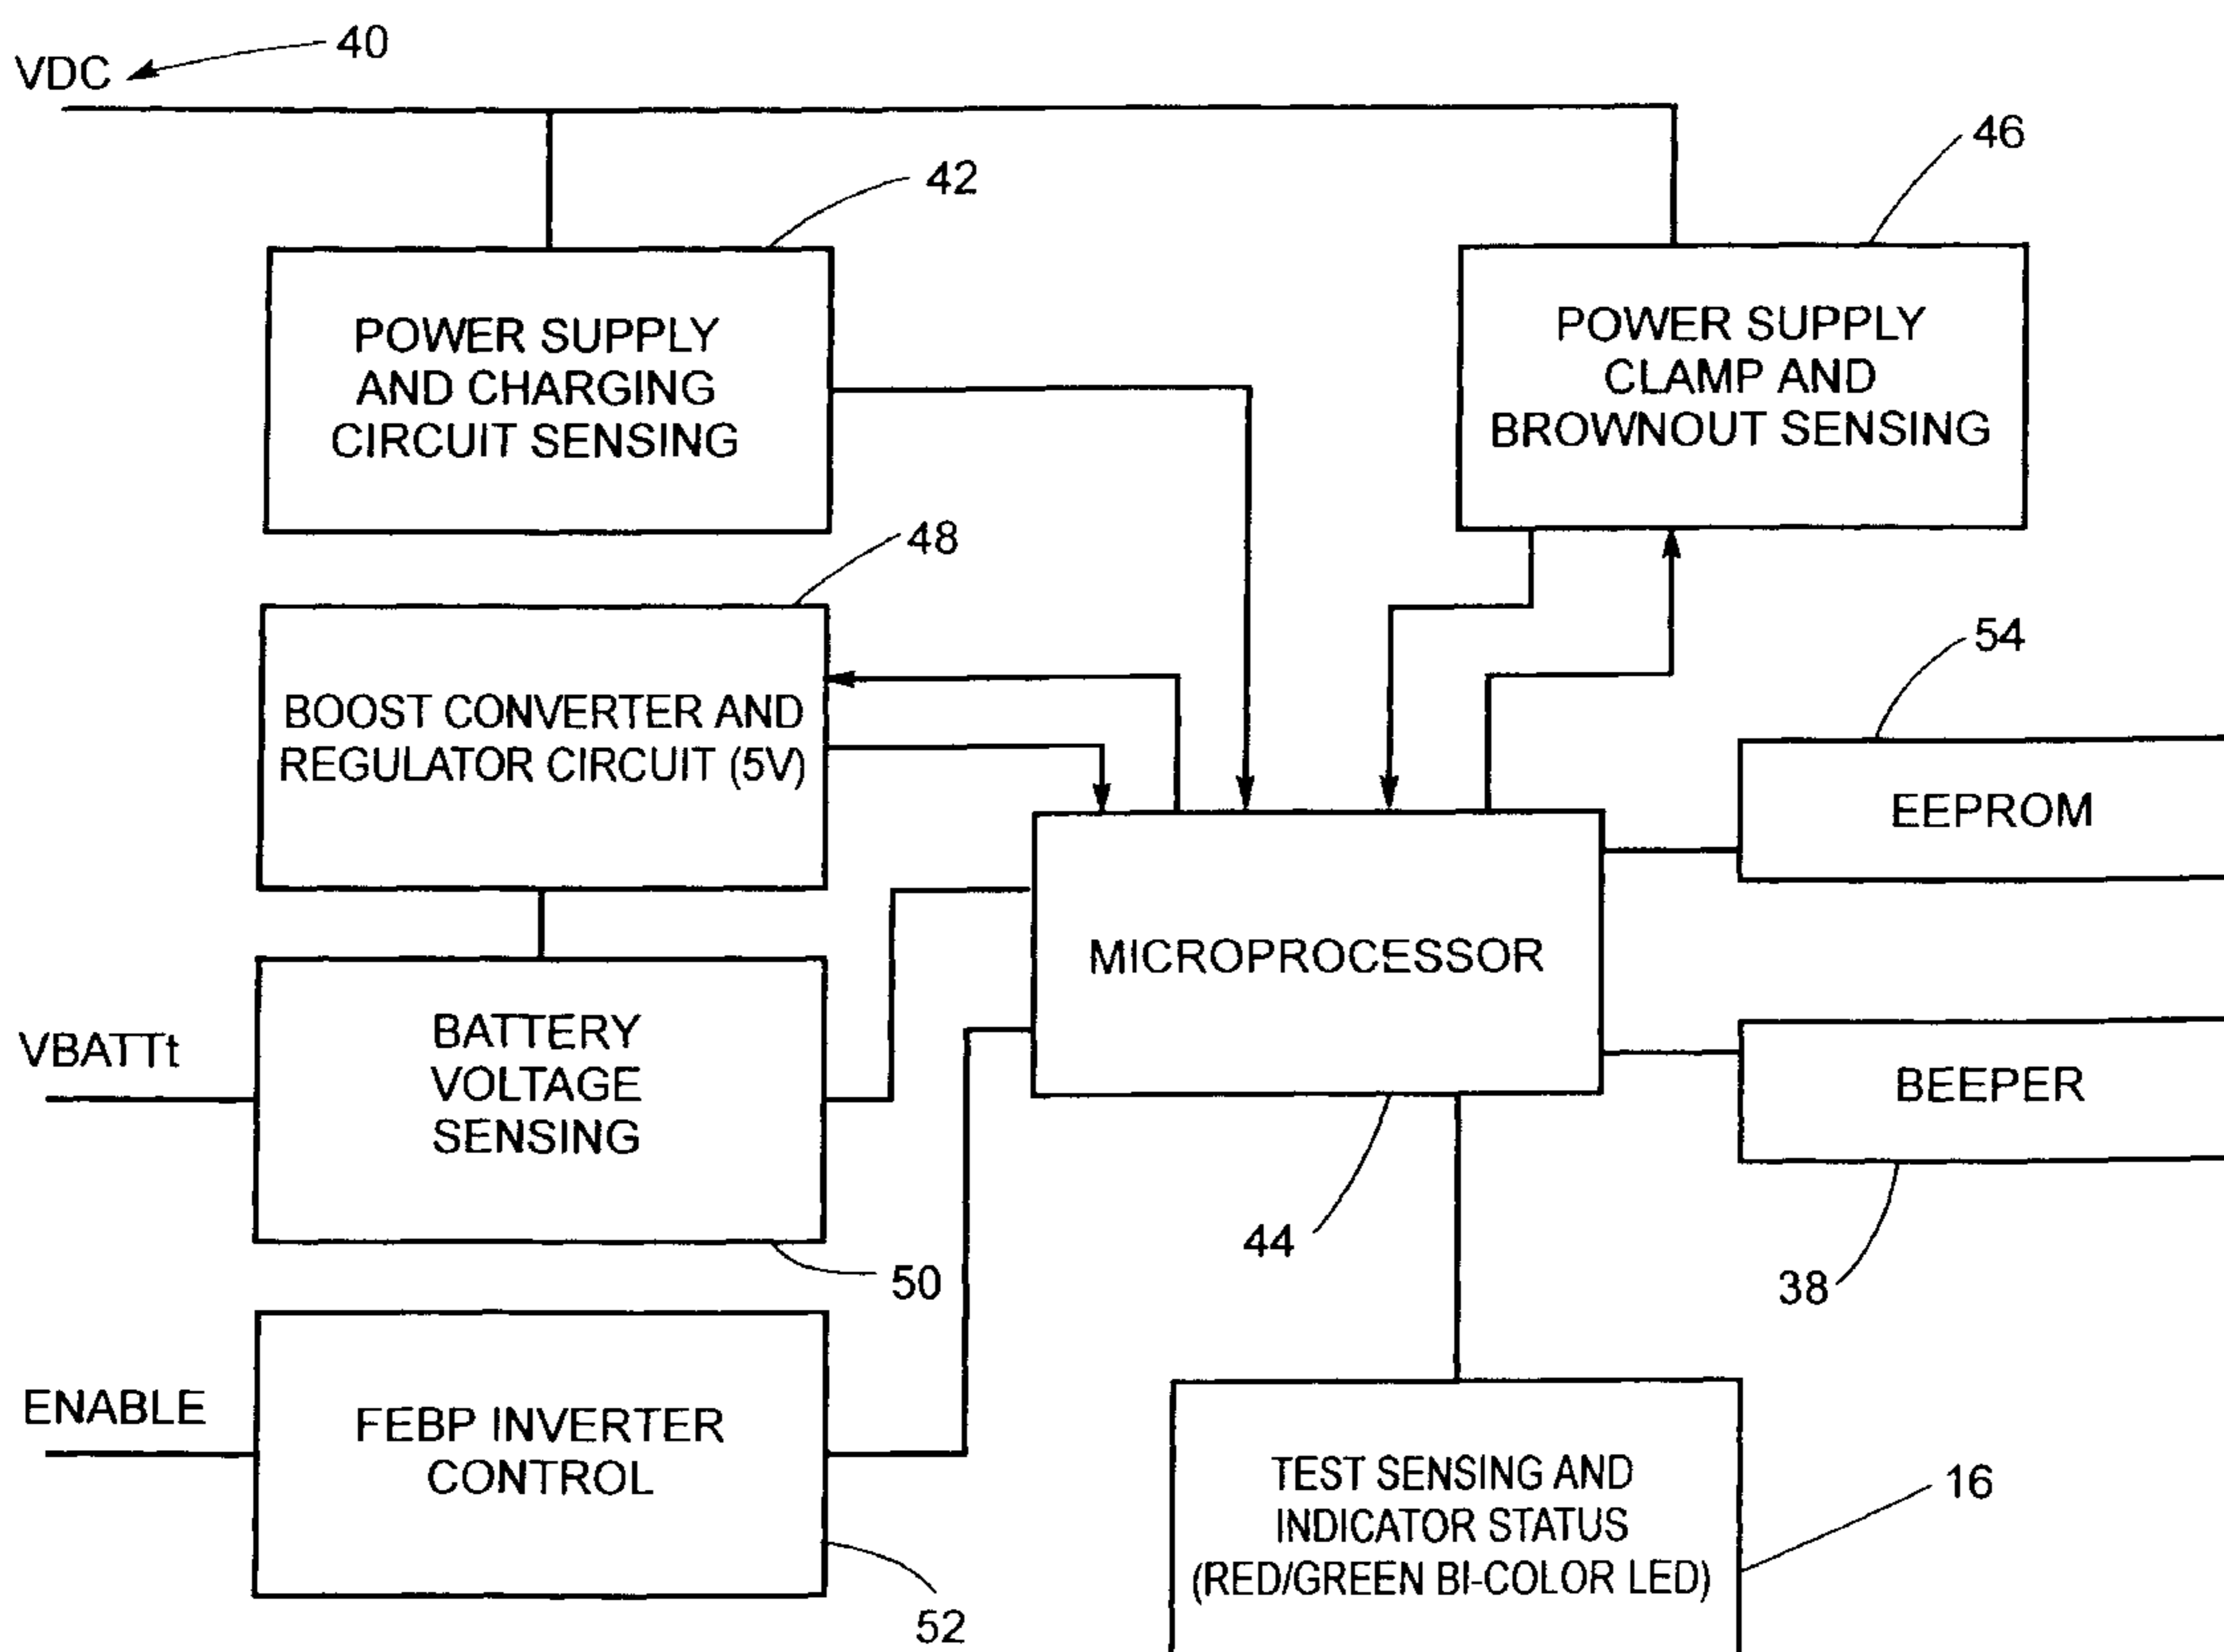 40
VDC
42
46
POWER SUPPLY
AND CHARGING
CIRCUIT SENSING
POWER SUPPLY
CLAMP AND
BROWNOUT SENSING
48
54
BOOST CONVERTER AND
REGULATOR CIRCUIT (5V)
EEPROM
MICROPROCESSOR
VBATTt
BATTERY
VOLTAGE
SENSING
BEEPER
44
50
38
ENABLE
FEBP INVERTER
CONTROL
TEST SENSING AND
INDICATOR STATUS
(RED/GREEN BI-COLOR LED)
16
52